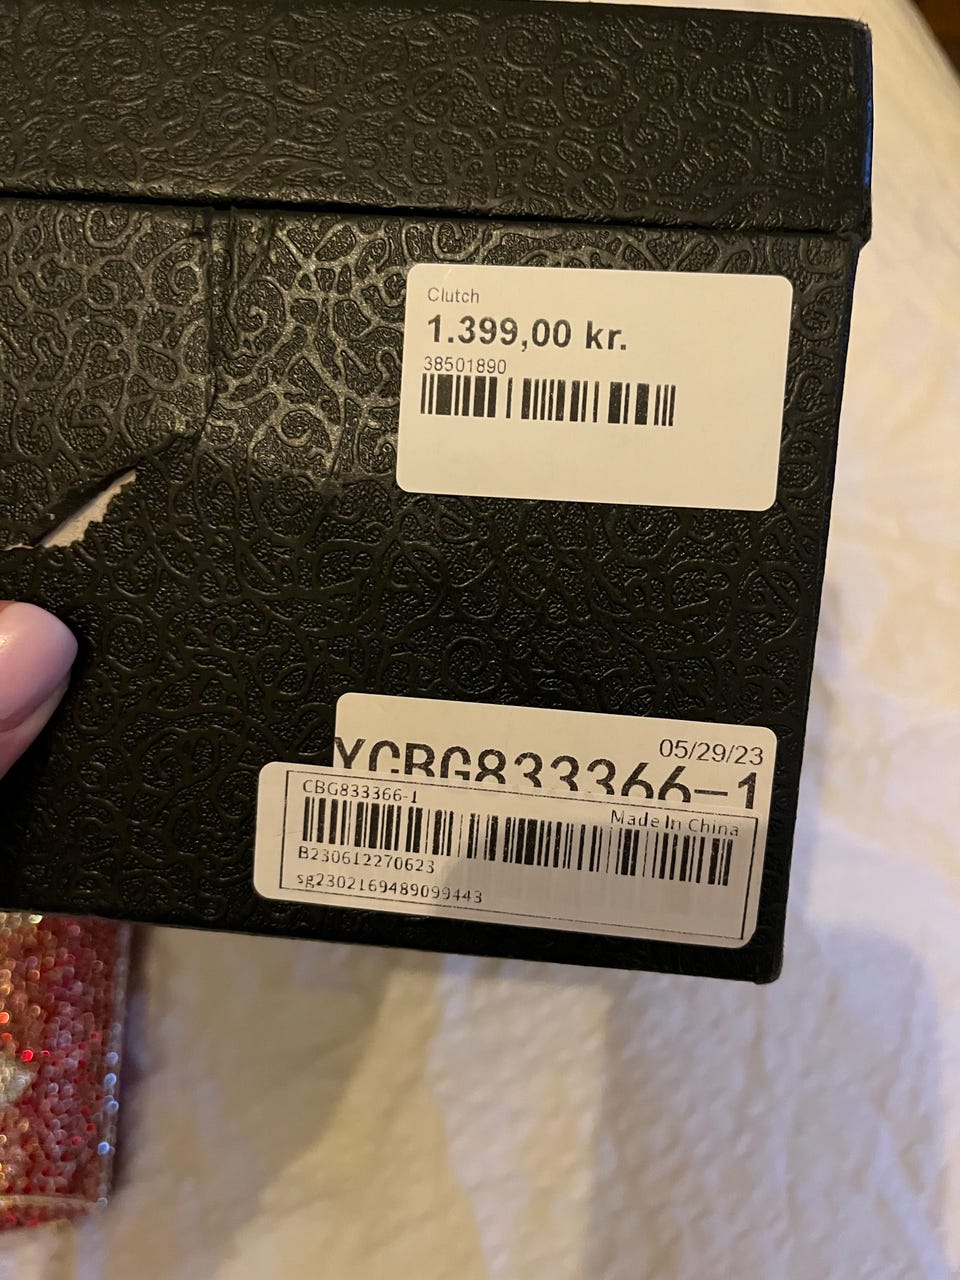 Clutch
1.399,00 kr.
38501890
05/29/23
YCBG833366-1
CBG833366-1
Made In China
B230612270623
sg2302169489099443